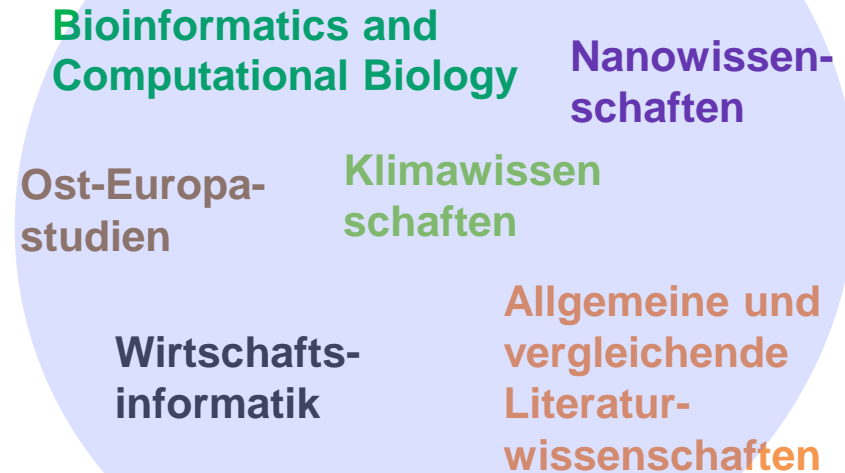 Bioinformatics and
Computational Biology
Nanowissen-
schaften
Ost-Europa-
studien
Klimawissen
schaften
Wirtschafts-
informatik
Allgemeine und
vergleichende
Literatur-
wissenschaften